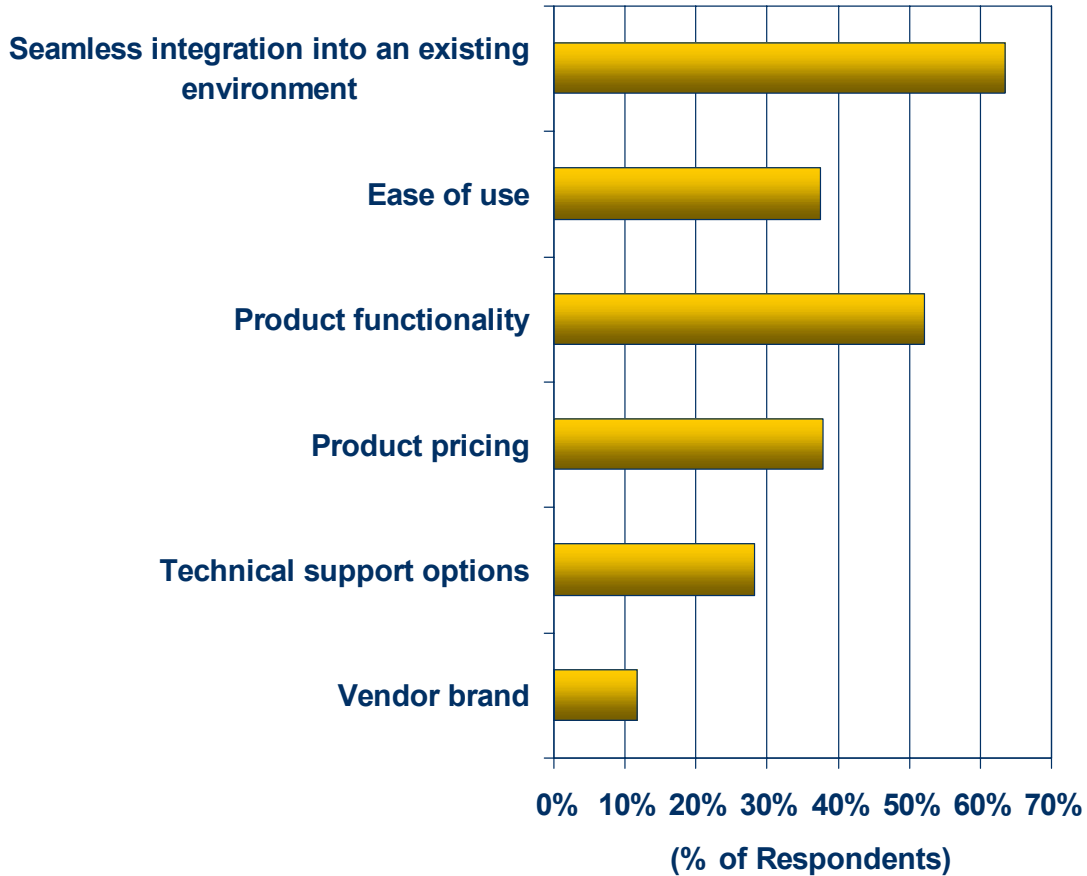 Seamless integration into an existing
environment
Ease of use
Product functionality
Product pricing
Technical support options
Vendor brand
0% 10% 20% 30% 40% 50% 60% 70%
(% of Respondents)